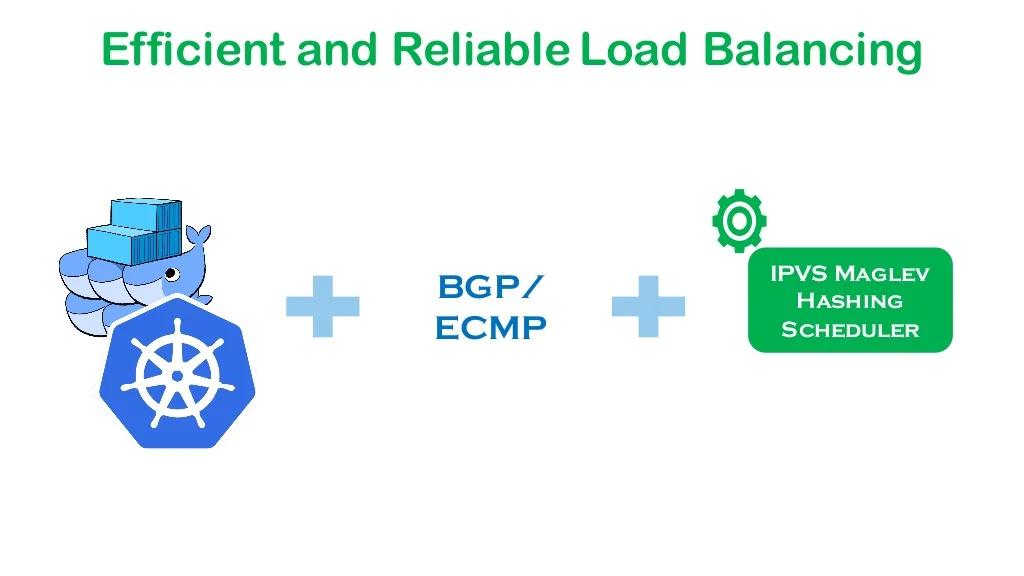 Efficient and Reliable Load Balancing
BGP/
ECMP
IPVS Maglev
Hashing
Scheduler